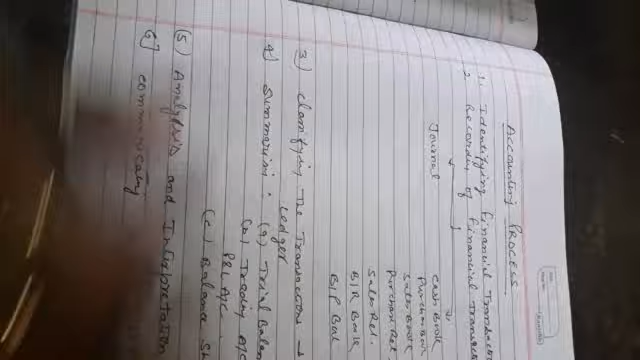 Accounting Process
1. Identifying Financial Transact
2. Recording of Financial Transact
Journal
Cash Book
Purchase Book
Sales Book
Purchase Ret.
Sales Ret.
B/R Book
B/P Book
3) Classifying The Transactions →
Ledger
4) Summarising : (a) Trial Balan
(b) Trading A/c
P&L A/c
(c) Balance Sh
(5) Analysis and Interpretation
6) communicating